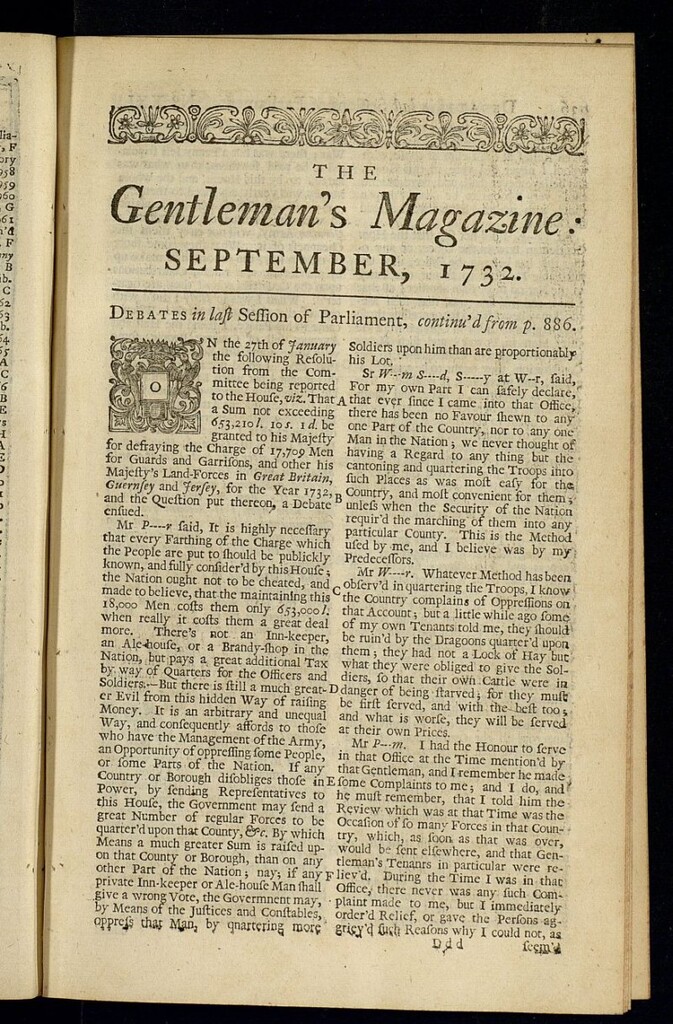 THE
Gentleman's Magazine:
SEPTEMBER, 1732.
DEBATES in laſt Seſſion of Parliament, continu'd from p. 886.
ON the 27th of January
the following Reſolu-
tion from the Com-
mittee being reported
to the Houſe, viz. That
a Sum not exceeding
653,210 l. 10 s. 1 d. be
granted to his Majeſty
for defraying the Charge of 17,709 Men
for Guards and Garriſons, and other his
Majeſty's Land-Forces in Great Britain,
Guernſey and Jerſey, for the Year 1732,
and the Queſtion put thereon, a Debate
enſued.
Mr P----r ſaid, It is highly neceſſary
that every Farthing of the Charge which
the People are put to ſhould be publickly
known, and fully conſider'd by this Houſe;
the Nation ought not to be cheated, and
made to believe, that the maintaining this
18,000 Men coſts them only 653,000 l.
when really it coſts them a great deal
more. There's not an Inn-keeper,
an Ale-houſe, or a Brandy-ſhop in the
Nation, but pays a great additional Tax
by way of Quarters for the Officers and
Soldiers.--But there is ſtill a much great-
er Evil from this hidden Way of raiſing
Money. It is an arbitrary and unequal
Way, and conſequently affords to thoſe
who have the Management of the Army,
an Opportunity of oppreſſing ſome People,
or ſome Parts of the Nation. If any
Country or Borough diſobliges thoſe in
Power, by ſending Repreſentatives to
this Houſe, the Government may ſend a
great Number of regular Forces to be
quarter'd upon that County, &c. By which
Means a much greater Sum is raiſed up-
on that County or Borough, than on any
other Part of the Nation; nay; if any
private Inn-keeper or Ale-houſe Man ſhall
give a wrong Vote, the Government may,
by Means of the Juſtices and Conſtables,
oppreſs that Man, by quartering more
A
B
C
D
E
F
Soldiers upon him than are proportionably
his Lot.
Sr W---m S----d, S-----y at W--r, ſaid,
For my own Part I can ſafely declare,
that ever ſince I came into that Office,
there has been no Favour ſhewn to any
one Part of the Country, nor to any one
Man in the Nation; we never thought of
having a Regard to any thing but the
cantoning and quartering the Troops into
ſuch Places as was moſt eaſy for the
Country, and moſt convenient for them;
unleſs when the Security of the Nation
requir'd the marching of them into any
particular County. This is the Method
uſed by me, and I believe was by my
Predeceſſors.
Mr W----r. Whatever Method has been
obſerv'd in quartering the Troops, I know
the Country complains of Oppreſſions on
that Account; but a little while ago ſome
of my own Tenants told me, they ſhould
be ruin'd by the Dragoons quarter'd upon
them; they had not a Lock of Hay but
what they were obliged to give the Sol-
diers, ſo that their own Cattle were in
danger of being ſtarved; for they muſt
be firſt ſerved, and with the beſt too;
and what is worſe, they will be ſerved
at their own Prices.
Mr P---m. I had the Honour to ſerve
in that Office at the Time mention'd by
that Gentleman, and I remember he made
ſome Complaints to me; and I do, and
he muſt remember, that I told him the
Review which was at that Time was the
Occaſion of ſo many Forces in that Coun-
try, which, as ſoon as that was over,
would be ſent elſewhere, and that Gen-
tleman's Tenants in particular were re-
liev'd. During the Time I was in that
Office, there never was any ſuch Com-
plaint made to me, but I immediately
order'd Relief, or gave the Perſons ag-
griev'd ſuch Reaſons why I could not, as
Ddd
ſeem'd